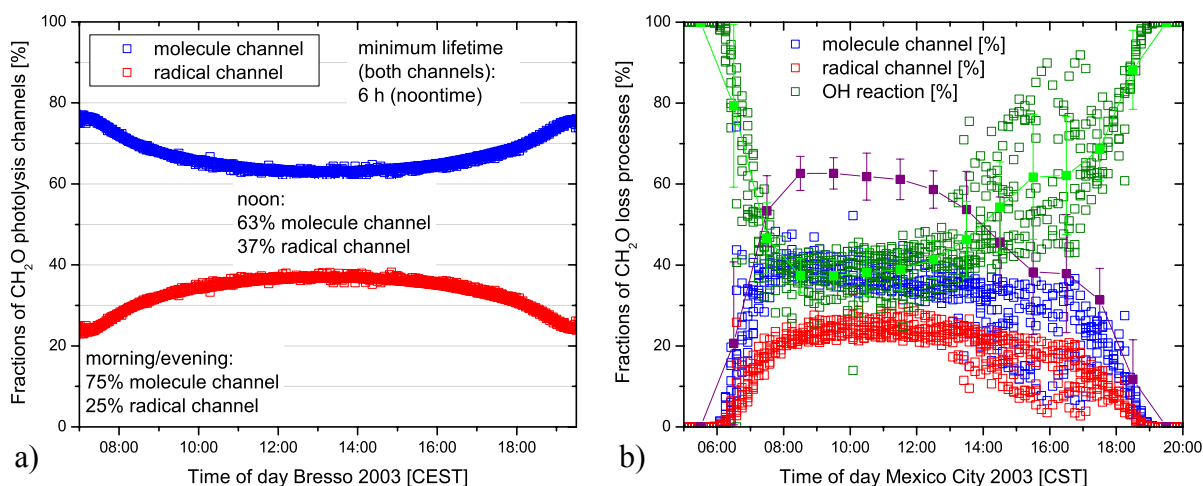 100
80
60
40
20
0
Fractions of CH2O photolysis channels [%]
molecule channel
radical channel
minimum lifetime
(both channels):
6 h (noontime)
noon:
63% molecule channel
37% radical channel
morning/evening:
75% molecule channel
25% radical channel
08:00 10:00 12:00 14:00 16:00 18:00
Time of day Bresso 2003 [CEST]
a)
100
80
60
40
20
0
Fractions of CH2O loss processes [%]
molecule channel [%]
radical channel [%]
OH reaction [%]
06:00 08:00 10:00 12:00 14:00 16:00 18:00 20:00
Time of day Mexico City 2003 [CST]
b)